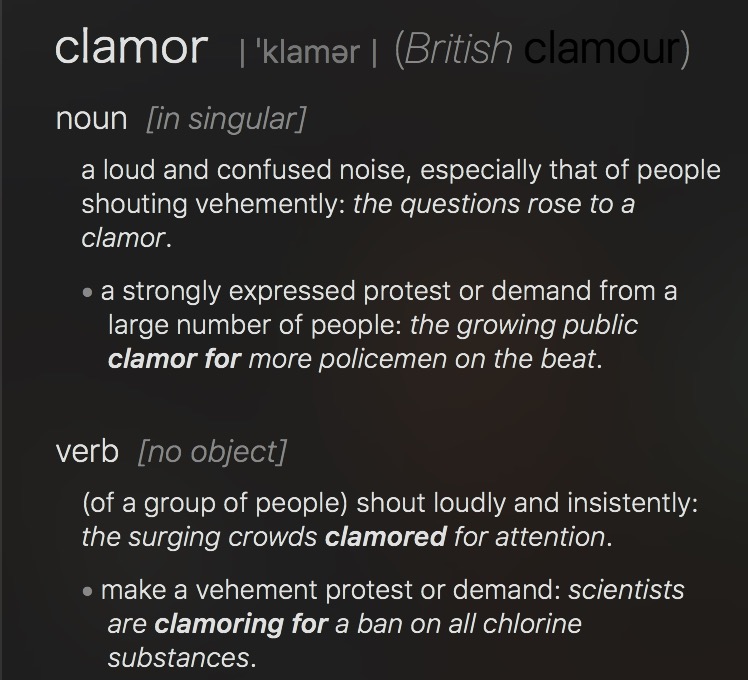 clamor | ˈklamər | (British clamour)
noun [in singular]
a loud and confused noise, especially that of people
shouting vehemently: the questions rose to a
clamor.
• a strongly expressed protest or demand from a
large number of people: the growing public
clamor for more policemen on the beat.
verb [no object]
(of a group of people) shout loudly and insistently:
the surging crowds clamored for attention.
• make a vehement protest or demand: scientists
are clamoring for a ban on all chlorine
substances.